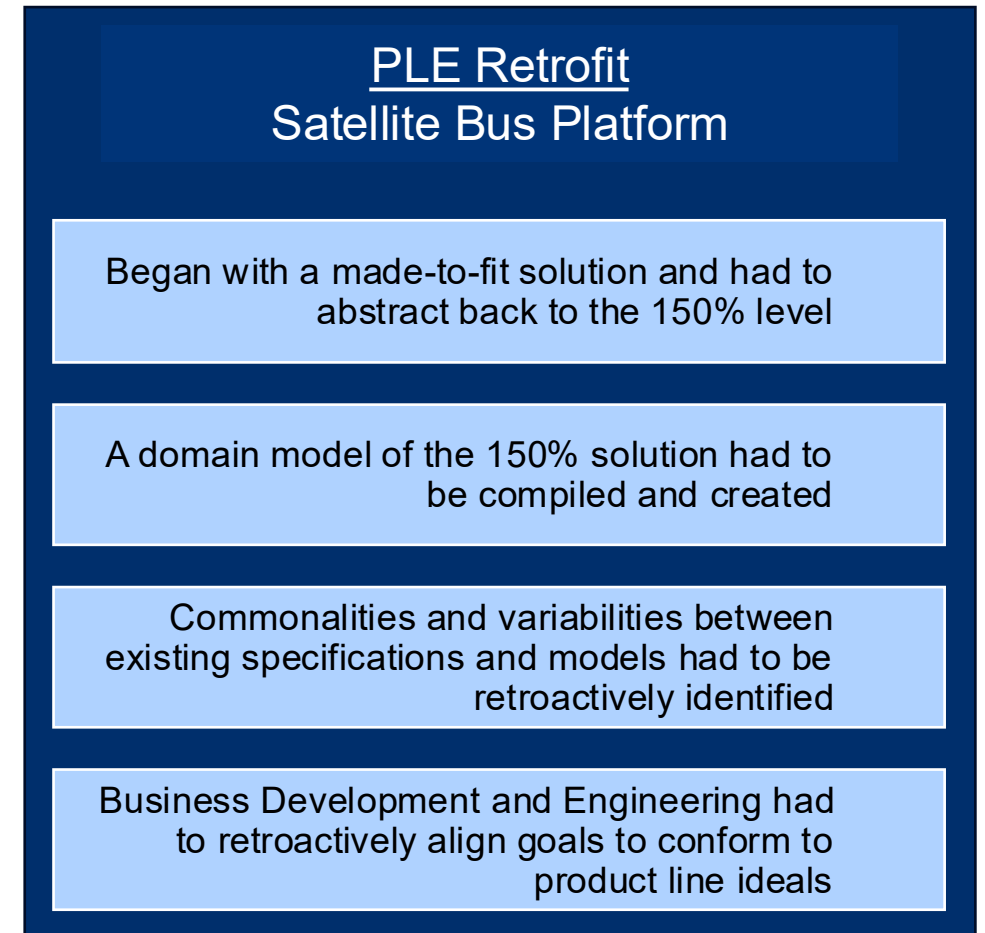 PLE Retrofit
Satellite Bus Platform
Began with a made-to-fit solution and had to
abstract back to the 150% level
A domain model of the 150% solution had to
be compiled and created
Commonalities and variabilities between
existing specifications and models had to be
retroactively identified
Business Development and Engineering had
to retroactively align goals to conform to
product line ideals